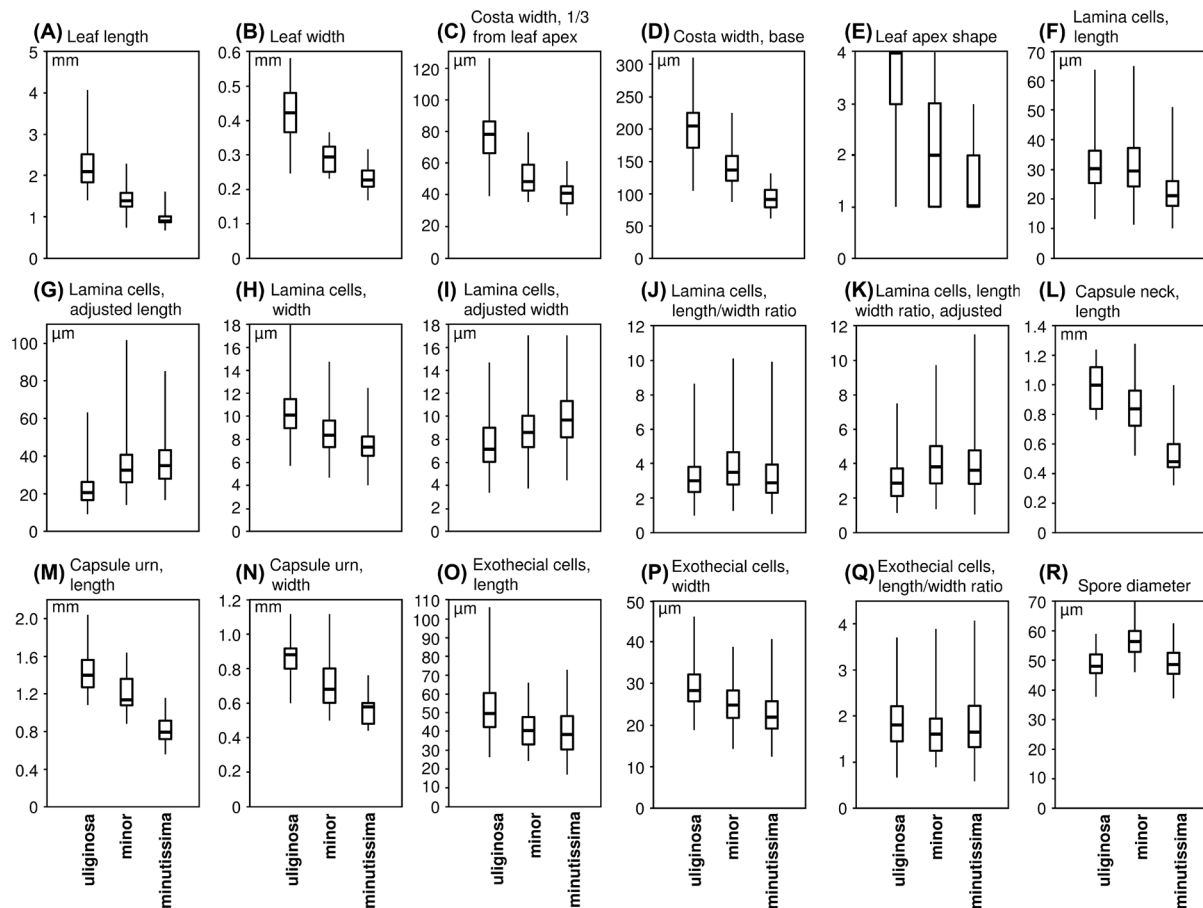 (A) Leaf length
mm
5
4
3
2
1
0
(B) Leaf width
mm
0.6
0.5
0.4
0.3
0.2
0.1
0
(C) Costa width, 1/3
from leaf apex
µm
120
100
80
60
40
20
0
(D) Costa width, base
µm
300
250
200
150
100
50
0
(E) Leaf apex shape
4
3
2
1
0
(F) Lamina cells,
length
µm
70
60
50
40
30
20
10
0
(G) Lamina cells,
adjusted length
µm
100
80
60
40
20
0
(H) Lamina cells,
width
µm
18
16
14
12
10
8
6
4
2
0
(I) Lamina cells,
adjusted width
µm
18
16
14
12
10
8
6
4
2
0
(J) Lamina cells,
length/width ratio
12
10
8
6
4
2
0
(K) Lamina cells, length
width ratio, adjusted
12
10
8
6
4
2
0
(L) Capsule neck,
length
mm
1.4
1.2
1.0
0.8
0.6
0.4
0.2
0
(M) Capsule urn,
length
mm
2.0
1.6
1.2
0.8
0.4
0
(N) Capsule urn,
width
mm
1.2
1.0
0.8
0.6
0.4
0.2
0
(O) Exothecial cells,
length
µm
110
100
90
80
70
60
50
40
30
20
10
0
(P) Exothecial cells,
width
µm
50
40
30
20
10
0
(Q) Exothecial cells,
length/width ratio
4
3
2
1
0
(R) Spore diameter
µm
70
60
50
40
30
20
10
0
uliginosa
minor
minutissima
uliginosa
minor
minutissima
uliginosa
minor
minutissima
uliginosa
minor
minutissima
uliginosa
minor
minutissima
uliginosa
minor
minutissima